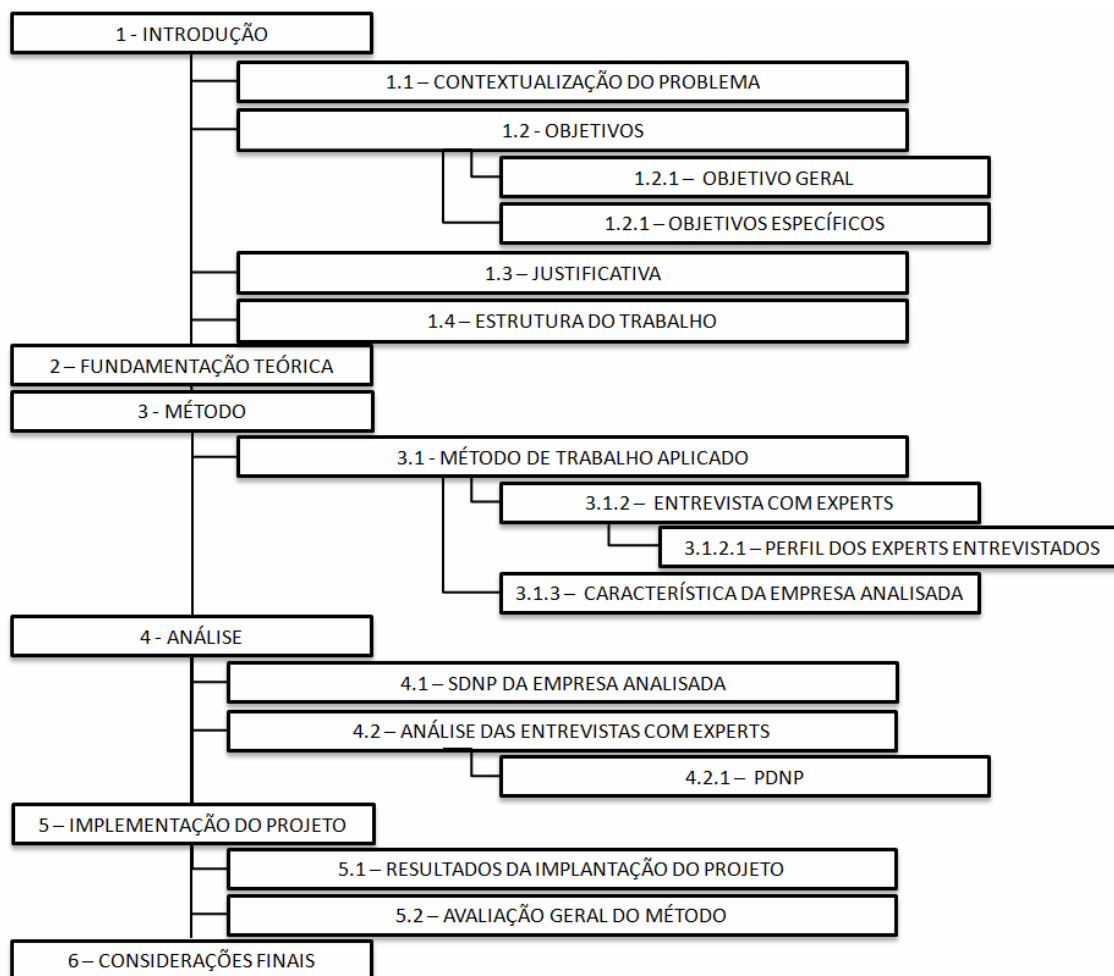 1 - INTRODUÇÃO
1.1 – CONTEXTUALIZAÇÃO DO PROBLEMA
1.2 - OBJETIVOS
1.2.1 – OBJETIVO GERAL
1.2.1 – OBJETIVOS ESPECÍFICOS
1.3 – JUSTIFICATIVA
1.4 – ESTRUTURA DO TRABALHO
2 – FUNDAMENTAÇÃO TEÓRICA
3 - MÉTODO
3.1 - MÉTODO DE TRABALHO APLICADO
3.1.2 – ENTREVISTA COM EXPERTS
3.1.2.1 – PERFIL DOS EXPERTS ENTREVISTADOS
3.1.3 – CARACTERÍSTICA DA EMPRESA ANALISADA
4 - ANÁLISE
4.1 – SDNP DA EMPRESA ANALISADA
4.2 – ANÁLISE DAS ENTREVISTAS COM EXPERTS
4.2.1 – PDNP
5 – IMPLEMENTAÇÃO DO PROJETO
5.1 – RESULTADOS DA IMPLANTAÇÃO DO PROJETO
5.2 – AVALIAÇÃO GERAL DO MÉTODO
6 – CONSIDERAÇÕES FINAIS